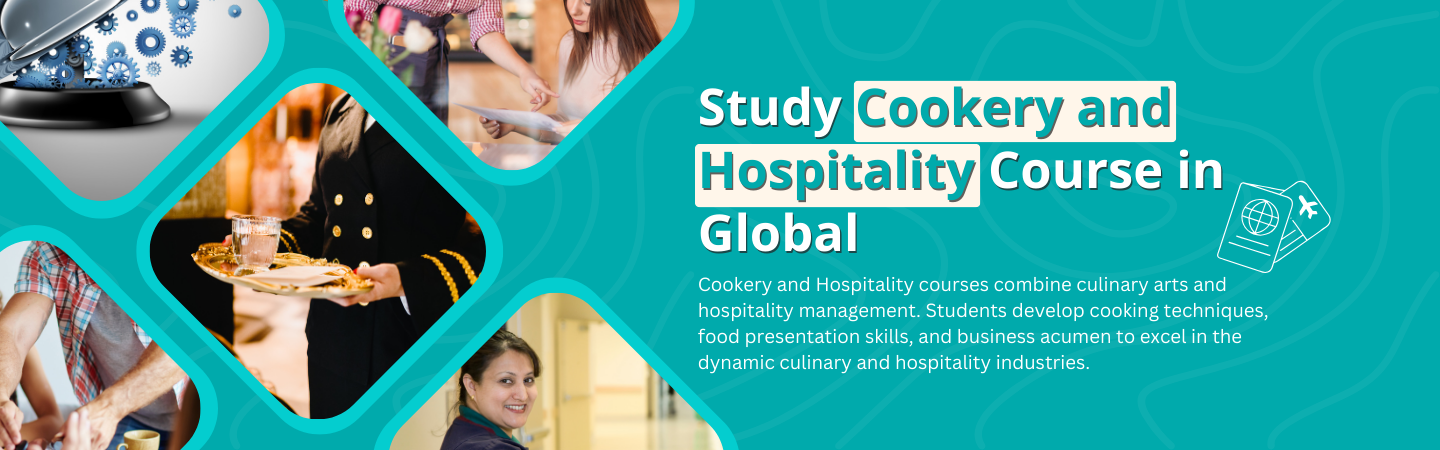 Study Cookery and
Hospitality Course in
Global
Cookery and Hospitality courses combine culinary arts and
hospitality management. Students develop cooking techniques,
food presentation skills, and business acumen to excel in the
dynamic culinary and hospitality industries.